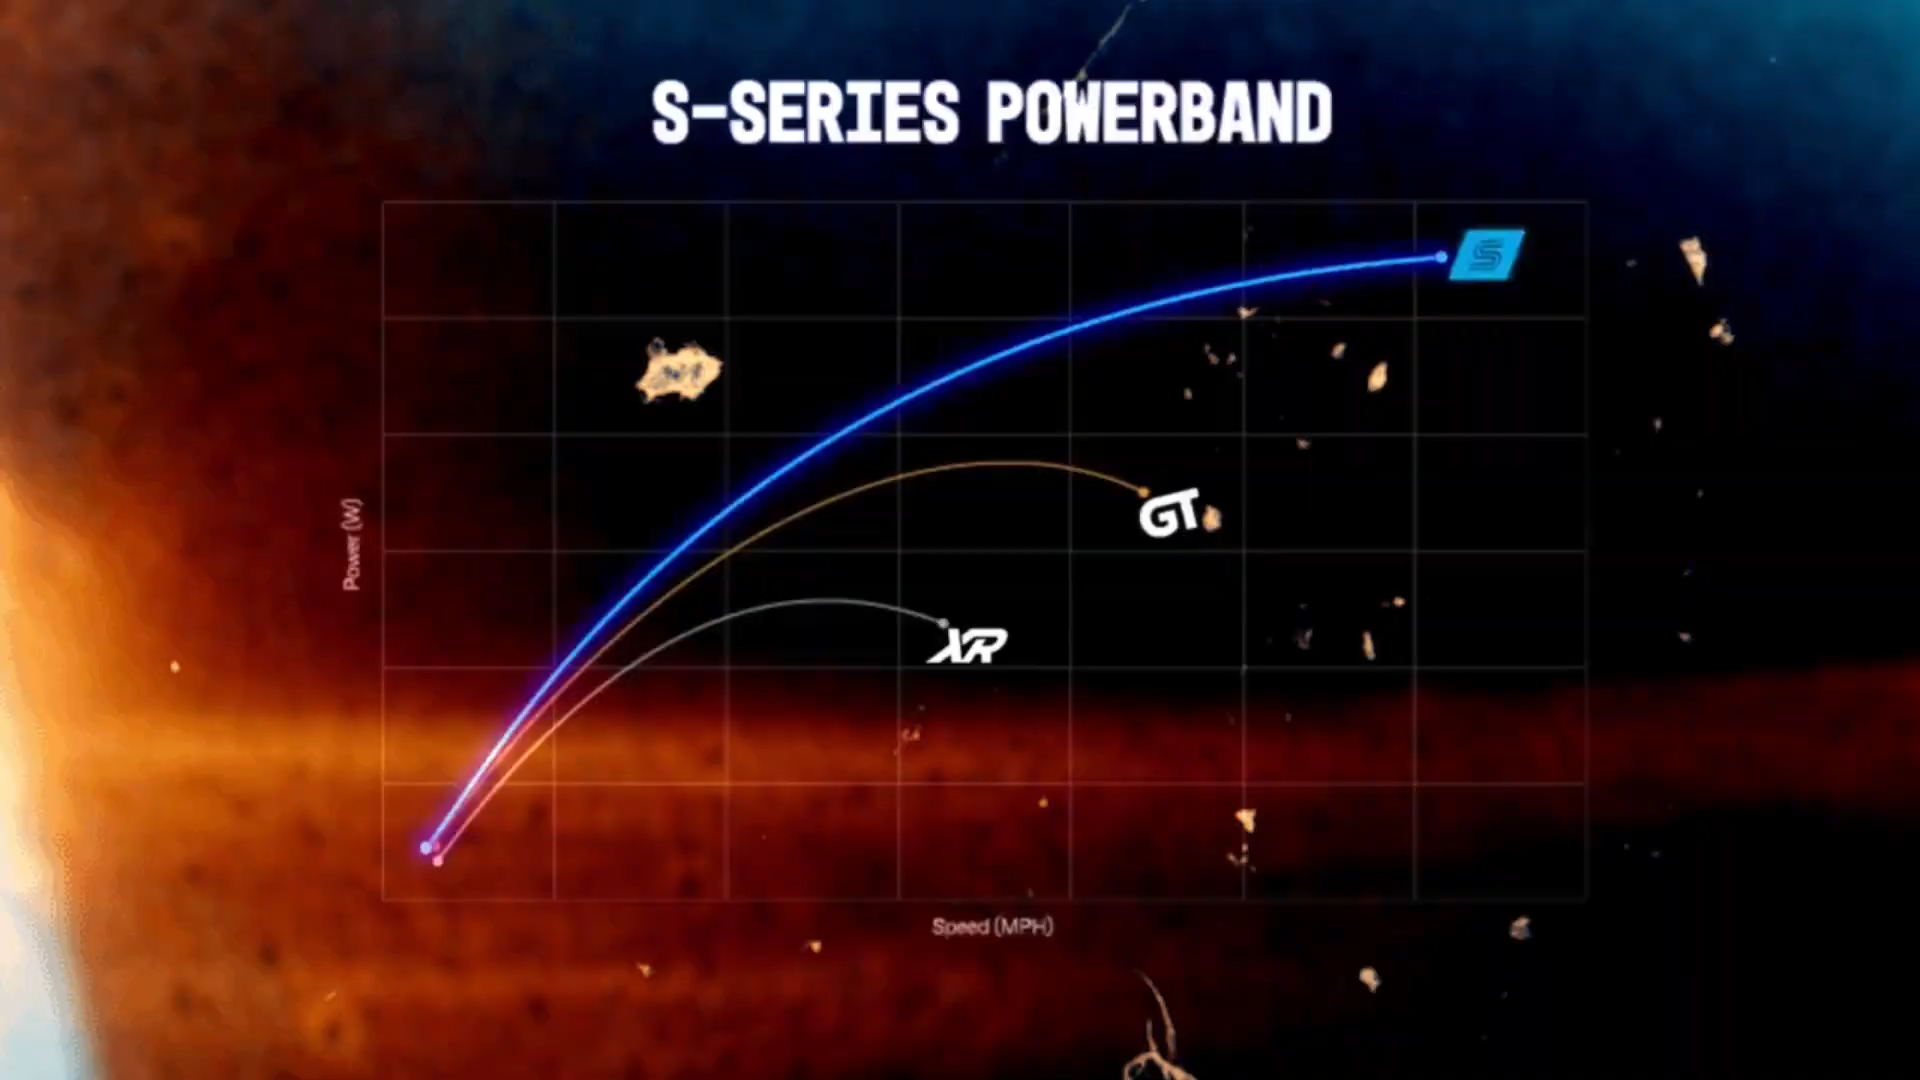 S-SERIES POWERBAND
S
GT
Power (W)
XR
Speed (MPH)